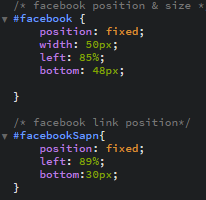 /* facebook position & size *
#facebook {
position: fixed;
width: 50px;
left: 85%;
bottom: 48px;
}
/* facebook link position*/
#facebookSapn{
position: fixed;
left: 89%;
bottom:30px;
}